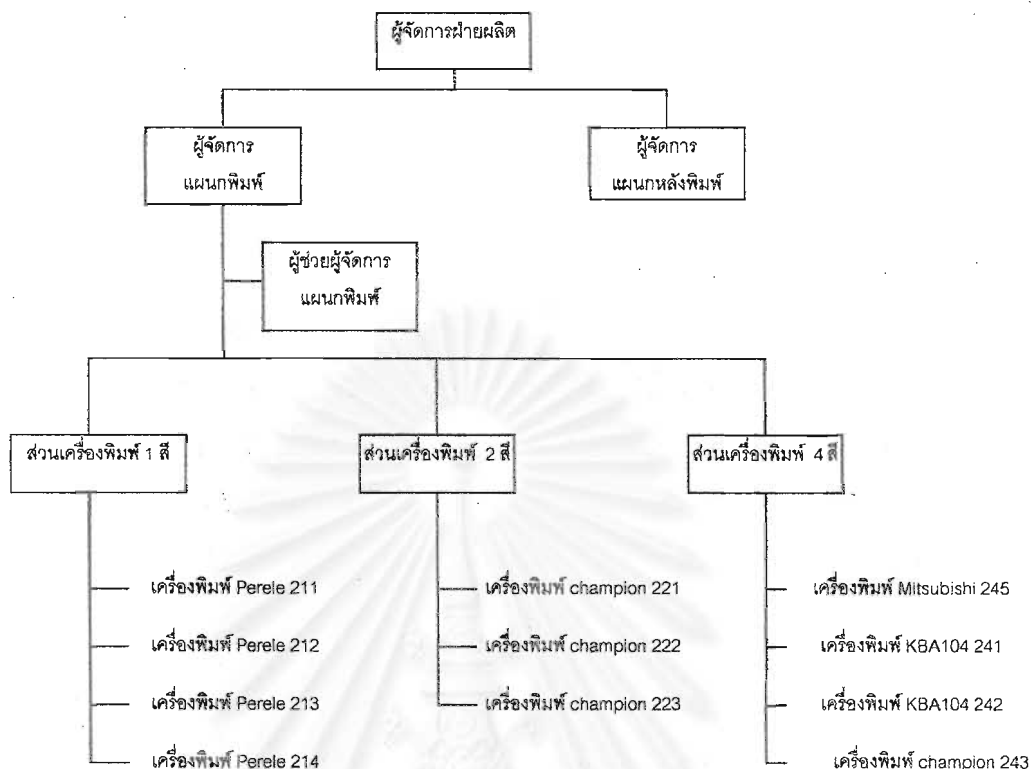 ผู้จัดการฝ่ายผลิต
ผู้จัดการ
แผนกพิมพ์
ผู้จัดการ
แผนกหลังพิมพ์
ผู้ช่วยผู้จัดการ
แผนกพิมพ์
ส่วนเครื่องพิมพ์ 1 สี
ส่วนเครื่องพิมพ์ 2 สี
ส่วนเครื่องพิมพ์ 4 สี
เครื่องพิมพ์ Perele 211
เครื่องพิมพ์ Perele 212
เครื่องพิมพ์ Perele 213
เครื่องพิมพ์ Perele 214
เครื่องพิมพ์ champion 221
เครื่องพิมพ์ champion 222
เครื่องพิมพ์ champion 223
เครื่องพิมพ์ Mitsubishi 245
เครื่องพิมพ์ KBA104 241
เครื่องพิมพ์ KBA104 242
เครื่องพิมพ์ champion 243